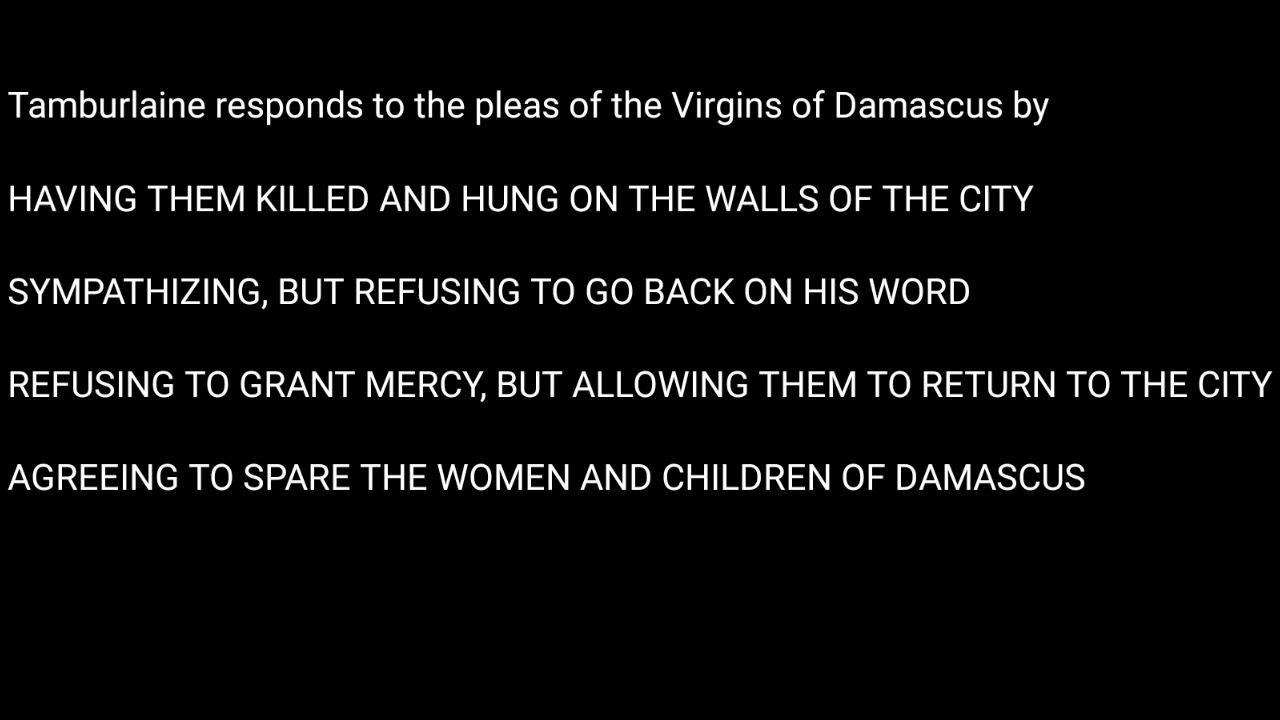 Tamburlaine responds to the pleas of the Virgins of Damascus by
HAVING THEM KILLED AND HUNG ON THE WALLS OF THE CITY
SYMPATHIZING, BUT REFUSING TO GO BACK ON HIS WORD
REFUSING TO GRANT MERCY, BUT ALLOWING THEM TO RETURN TO THE CITY
AGREEING TO SPARE THE WOMEN AND CHILDREN OF DAMASCUS